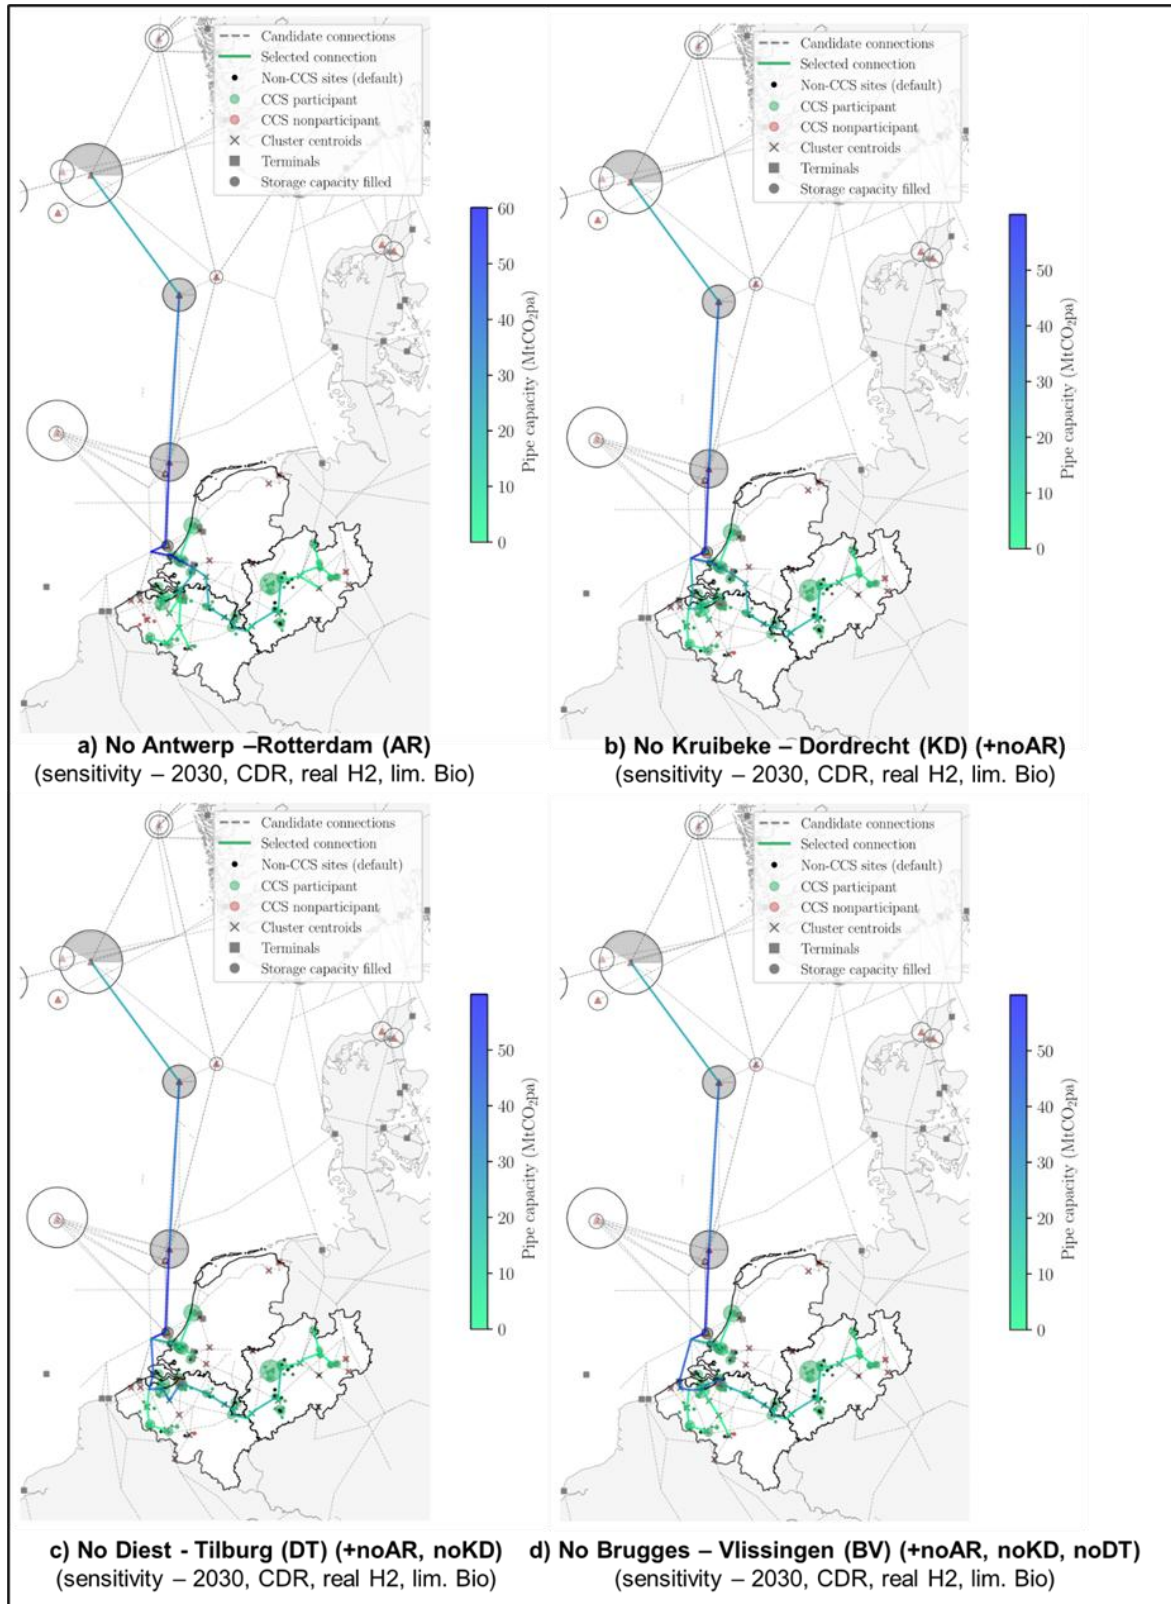 Candidate connections
Selected connection
Non-CCS sites (default)
CCS participant
CCS nonparticipant
Cluster centroids
Terminals
Storage capacity filled
60
50
40
30
20
10
0
Pipe capacity (MtCO₂pa)
a) No Antwerp –Rotterdam (AR)
(sensitivity – 2030, CDR, real H2, lim. Bio)
Candidate connections
Selected connection
Non-CCS sites (default)
CCS participant
CCS nonparticipant
Cluster centroids
Terminals
Storage capacity filled
50
40
30
20
10
0
Pipe capacity (MtCO₂pa)
b) No Kruibeke – Dordrecht (KD) (+noAR)
(sensitivity – 2030, CDR, real H2, lim. Bio)
Candidate connections
Selected connection
Non-CCS sites (default)
CCS participant
CCS nonparticipant
Cluster centroids
Terminals
Storage capacity filled
50
40
30
20
10
0
Pipe capacity (MtCO₂pa)
c) No Diest - Tilburg (DT) (+noAR, noKD)
(sensitivity – 2030, CDR, real H2, lim. Bio)
Candidate connections
Selected connection
Non-CCS sites (default)
CCS participant
CCS nonparticipant
Cluster centroids
Terminals
Storage capacity filled
50
40
30
20
10
0
Pipe capacity (MtCO₂pa)
d) No Brugges – Vlissingen (BV) (+noAR, noKD, noDT)
(sensitivity – 2030, CDR, real H2, lim. Bio)